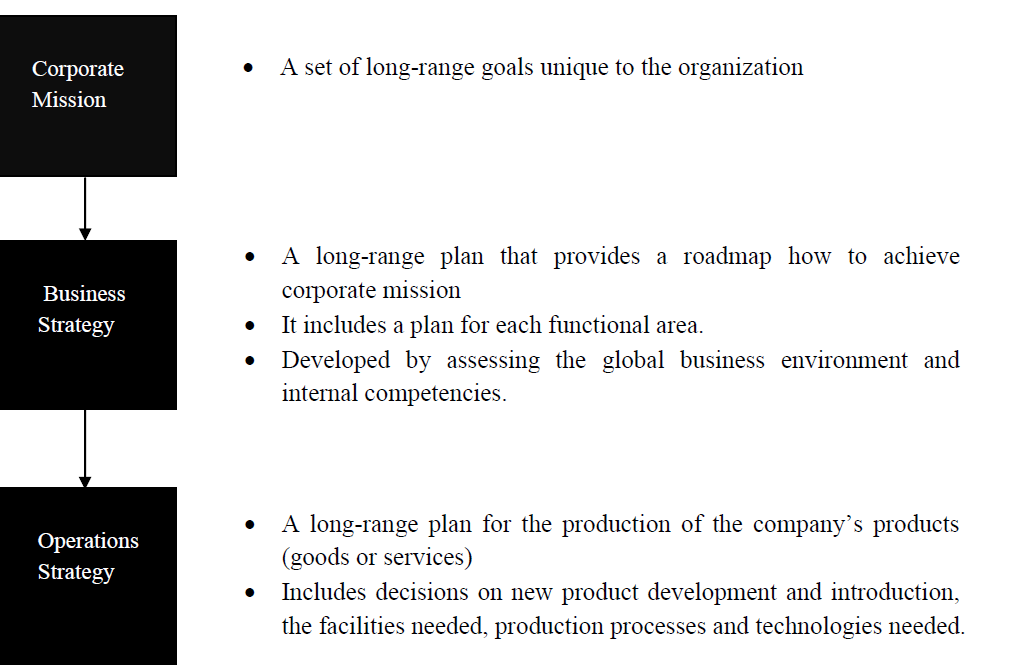 Corporate
Mission
• A set of long-range goals unique to the organization
Business
Strategy
• A long-range plan that provides a roadmap how to achieve
corporate mission
• It includes a plan for each functional area.
• Developed by assessing the global business environment and
internal competencies.
Operations
Strategy
• A long-range plan for the production of the company’s products
(goods or services)
• Includes decisions on new product development and introduction,
the facilities needed, production processes and technologies needed.